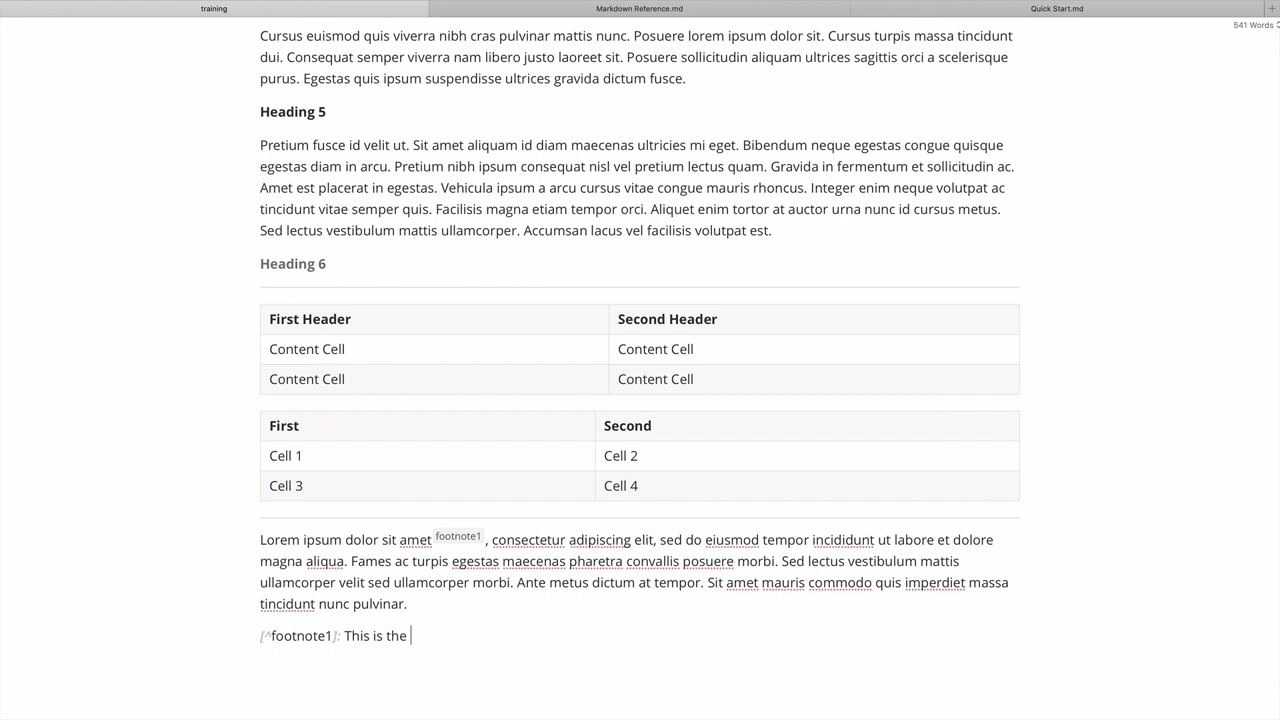 training Markdown Reference.md Quick Start.md +
541 Words
Cursus euismod quis viverra nibh cras pulvinar mattis nunc. Posuere lorem ipsum dolor sit. Cursus turpis massa tincidunt
dui. Consequat semper viverra nam libero justo laoreet sit. Posuere sollicitudin aliquam ultrices sagittis orci a scelerisque
purus. Egestas quis ipsum suspendisse ultrices gravida dictum fusce.
Heading 5
Pretium fusce id velit ut. Sit amet aliquam id diam maecenas ultricies mi eget. Bibendum neque egestas congue quisque
egestas diam in arcu. Pretium nibh ipsum consequat nisl vel pretium lectus quam. Gravida in fermentum et sollicitudin ac.
Amet est placerat in egestas. Vehicula ipsum a arcu cursus vitae congue mauris rhoncus. Integer enim neque volutpat ac
tincidunt vitae semper quis. Facilisis magna etiam tempor orci. Aliquet enim tortor at auctor urna nunc id cursus metus.
Sed lectus vestibulum mattis ullamcorper. Accumsan lacus vel facilisis volutpat est.
Heading 6
First Header Second Header
Content Cell Content Cell
Content Cell Content Cell
First Second
Cell 1 Cell 2
Cell 3 Cell 4
Lorem ipsum dolor sit amet footnote1 , consectetur adipiscing elit, sed do eiusmod tempor incididunt ut labore et dolore
magna aliqua. Fames ac turpis egestas maecenas pharetra convallis posuere morbi. Sed lectus vestibulum mattis
ullamcorper velit sed ullamcorper morbi. Ante metus dictum at tempor. Sit amet mauris commodo quis imperdiet massa
tincidunt nunc pulvinar.
[^footnote1]: This is the